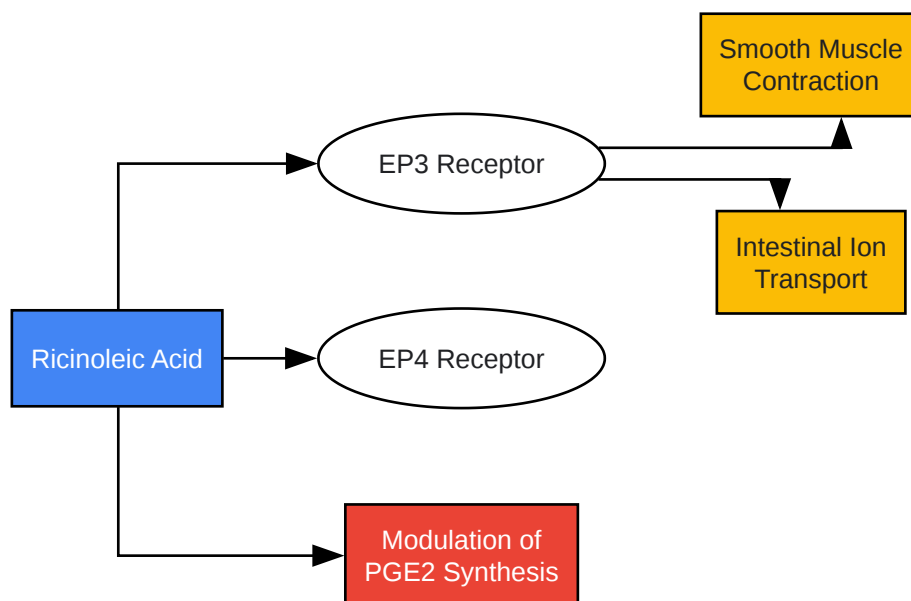 Smooth Muscle
Contraction
EP3 Receptor
Intestinal Ion
Transport
Ricinoleic Acid
EP4 Receptor
Modulation of
PGE2 Synthesis